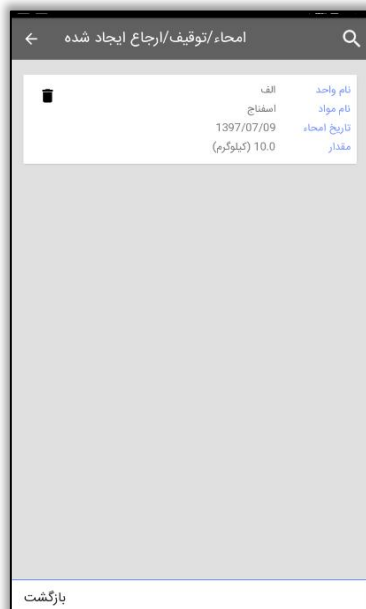 امحاء/توقیف/ارجاع ایجاد شده
نام واحد الف
نام مواد اسفناج
تاریخ امحاء 1397/07/09
مقدار 10.0 (کیلوگرم)
بازگشت